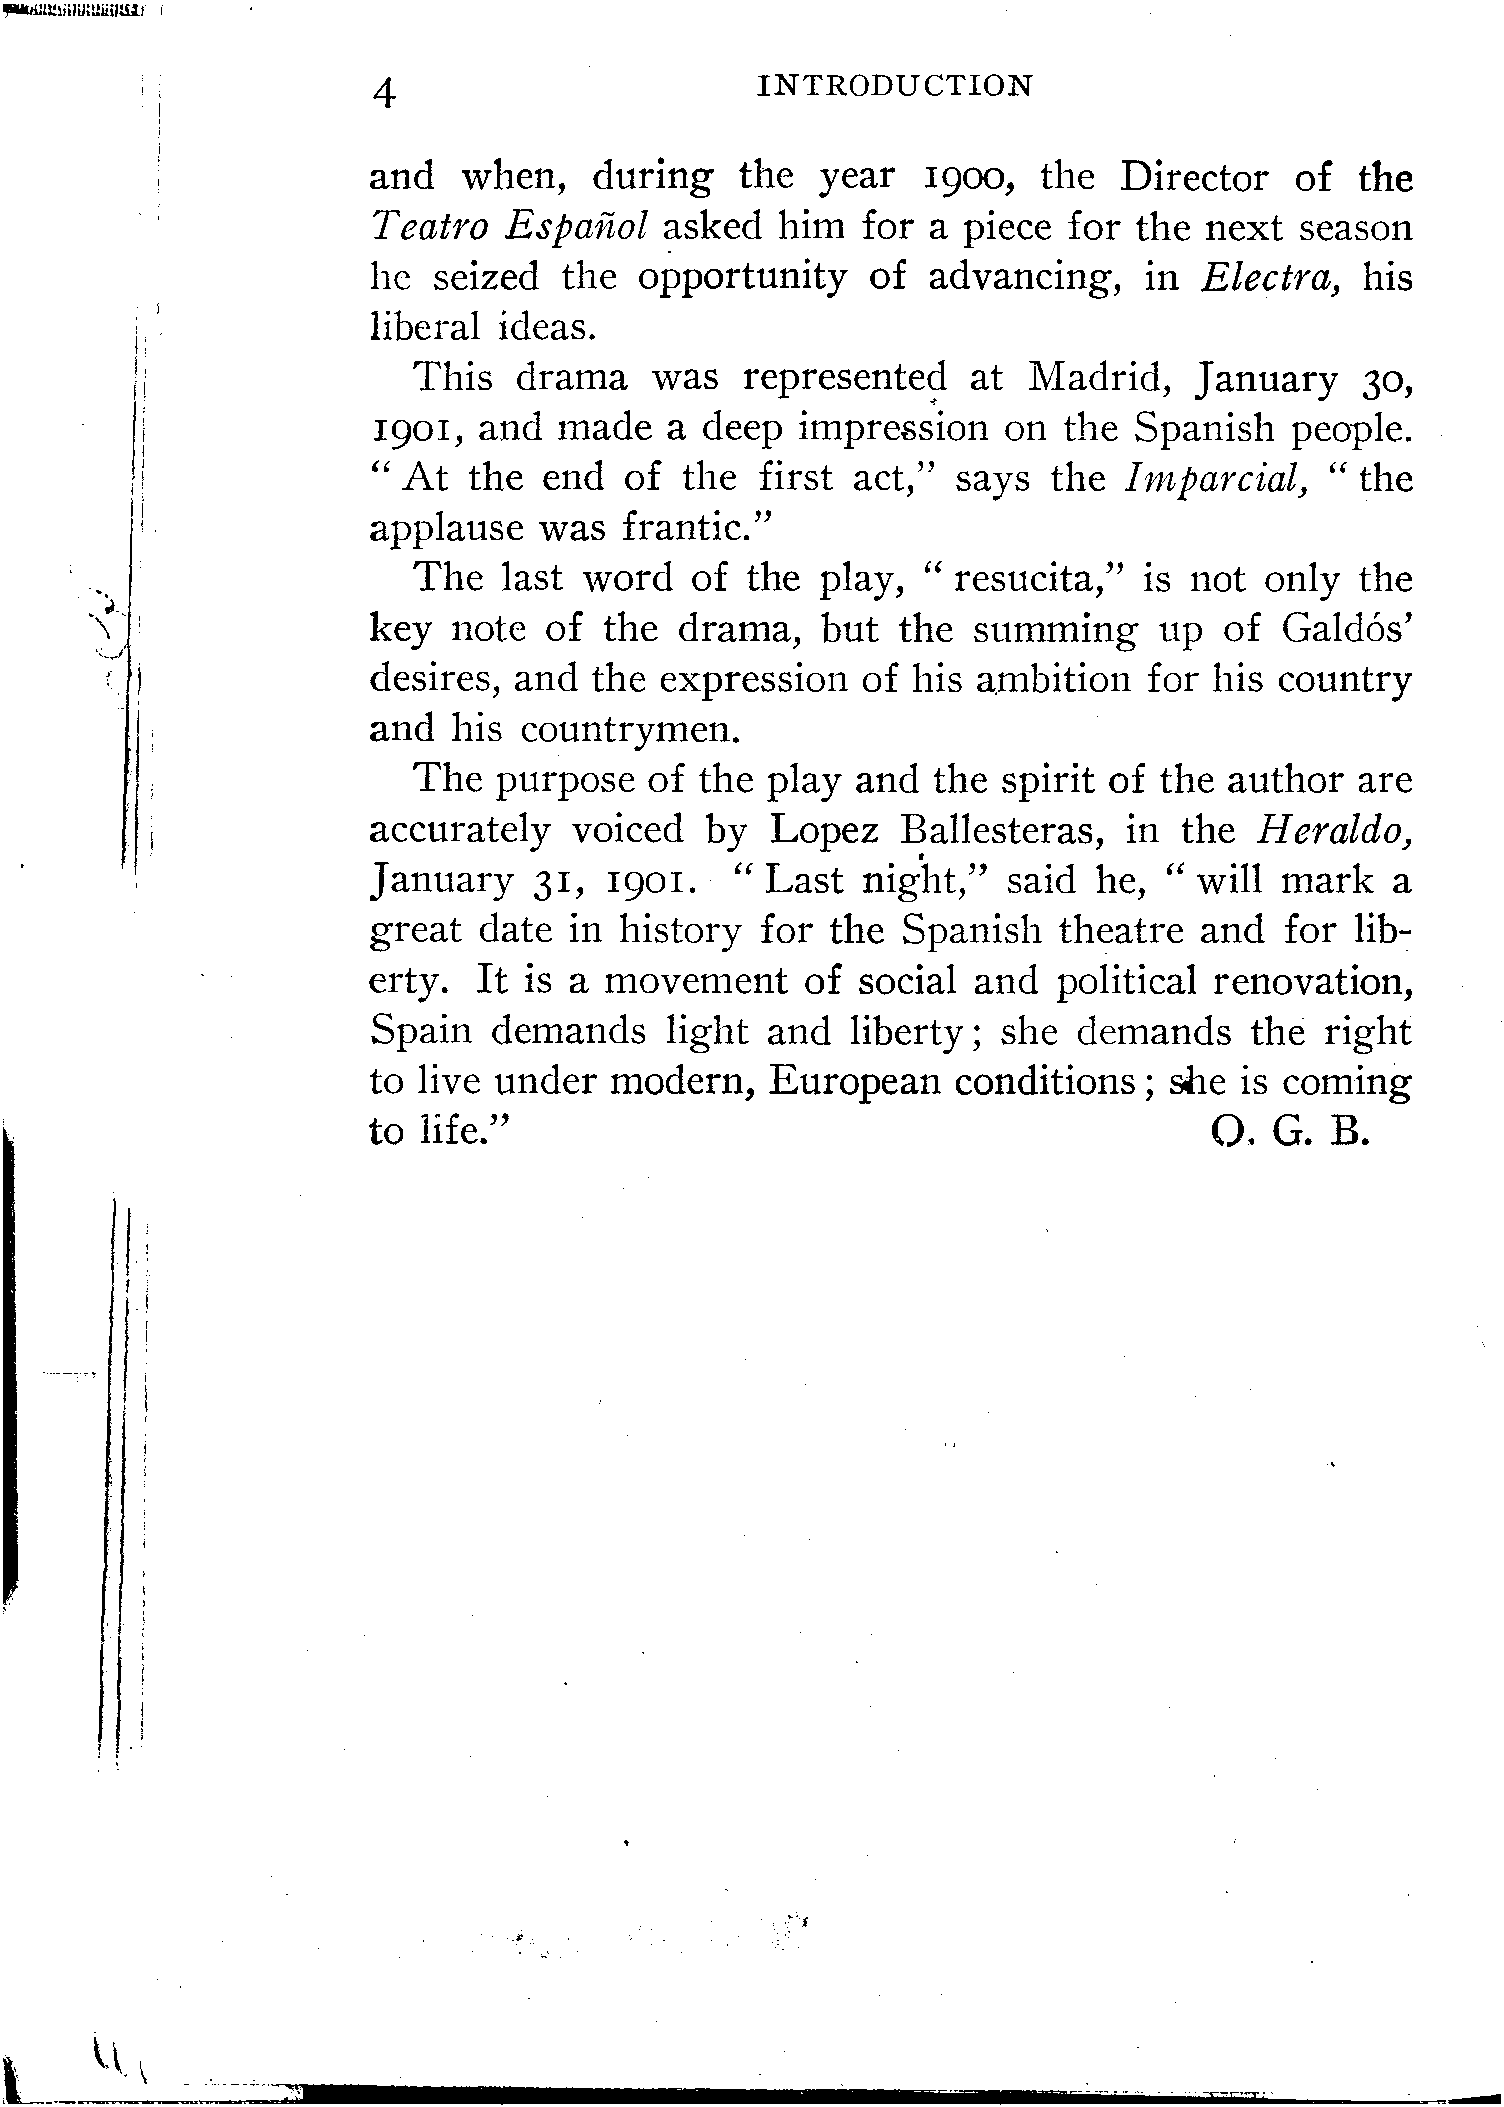 4 INTRODUCTION
and when, during the year 1900, the Director of the
Teatro Español asked him for a piece for the next season
he seized the opportunity of advancing, in Electra, his
liberal ideas.
This drama was represented at Madrid, January 30,
1901, and made a deep impression on the Spanish people.
“ At the end of the first act,” says the Imparcial, “ the
applause was frantic.”
The last word of the play, “ resucita,” is not only the
key note of the drama, but the summing up of Galdós’
desires, and the expression of his ambition for his country
and his countrymen.
The purpose of the play and the spirit of the author are
accurately voiced by Lopez Ballesteras, in the Heraldo,
January 31, 1901. “ Last night,” said he, “ will mark a
great date in history for the Spanish theatre and for lib-
erty. It is a movement of social and political renovation,
Spain demands light and liberty ; she demands the right
to live under modern, European conditions ; she is coming
to life.” O. G. B.